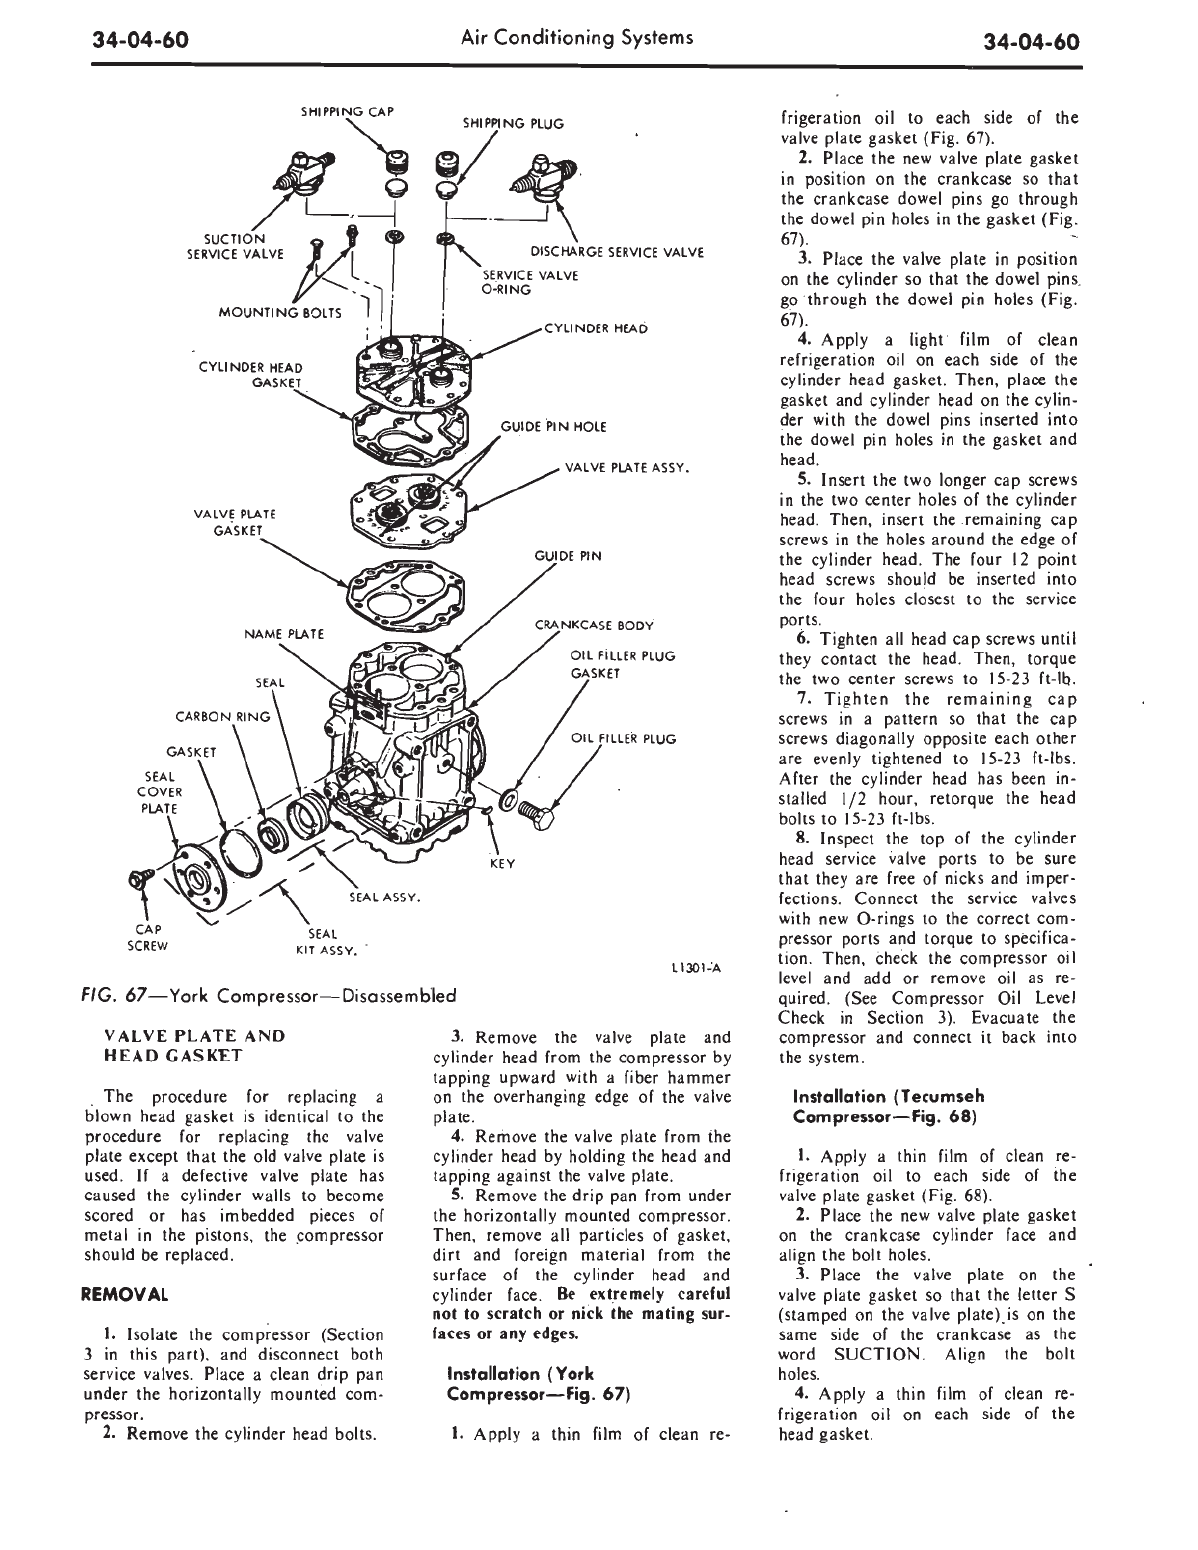 34-04-60
Air Conditioning Systems
34-04-60
SHIPPING CAP
SHIPPING PLUG
SUCTION
SERVICE VALVE
DISCHARGE SERVICE VALVE
SERVICE VALVE
O-RING
MOUNTING BOLTS
CYLINDER HEAD
CYLINDER HEAD
GASKET
GUIDE PIN HOLE
VALVE PLATE ASSY.
VALVE PLATE
GASKET
GUIDE PIN
NAME PLATE
CRANKCASE BODY
OIL FILLER PLUG
GASKET
SEAL
CARBON RING
GASKET
OIL FILLER PLUG
SEAL
COVER
PLATE
KEY
SEAL ASSY.
CAP
SCREW
SEAL
KIT ASSY.
L1301-A
FIG. 67—York Compressor—Disassembled
VALVE PLATE AND
HEAD GASKET
The procedure for replacing a
blown head gasket is identical to the
procedure for replacing the valve
plate except that the old valve plate is
used. If a defective valve plate has
caused the cylinder walls to become
scored or has imbedded pieces of
metal in the pistons, the compressor
should be replaced.
REMOVAL
1. Isolate the compressor (Section
3 in this part), and disconnect both
service valves. Place a clean drip pan
under the horizontally mounted com-
pressor.
2. Remove the cylinder head bolts.
3. Remove the valve plate and
cylinder head from the compressor by
tapping upward with a fiber hammer
on the overhanging edge of the valve
plate.
4. Remove the valve plate from the
cylinder head by holding the head and
tapping against the valve plate.
5. Remove the drip pan from under
the horizontally mounted compressor.
Then, remove all particles of gasket,
dirt and foreign material from the
surface of the cylinder head and
cylinder face. Be extremely careful
not to scratch or nick the mating sur-
faces or any edges.
Installation (York
Compressor—Fig. 67)
1. Apply a thin film of clean re-
frigeration oil to each side of the
valve plate gasket (Fig. 67).
2. Place the new valve plate gasket
in position on the crankcase so that
the crankcase dowel pins go through
the dowel pin holes in the gasket (Fig.
67).
3. Place the valve plate in position
on the cylinder so that the dowel pins
go through the dowel pin holes (Fig.
67).
4. Apply a light film of clean
refrigeration oil on each side of the
cylinder head gasket. Then, place the
gasket and cylinder head on the cylin-
der with the dowel pins inserted into
the dowel pin holes in the gasket and
head.
5. Insert the two longer cap screws
in the two center holes of the cylinder
head. Then, insert the remaining cap
screws in the holes around the edge of
the cylinder head. The four 12 point
head screws should be inserted into
the four holes closest to the service
ports.
6. Tighten all head cap screws until
they contact the head. Then, torque
the two center screws to 15-23 ft-lb.
7. Tighten the remaining cap
screws in a pattern so that the cap
screws diagonally opposite each other
are evenly tightened to 15-23 ft-lbs.
After the cylinder head has been in-
stalled 1/2 hour, retorque the head
bolts to 15-23 ft-lbs.
8. Inspect the top of the cylinder
head service valve ports to be sure
that they are free of nicks and imper-
fections. Connect the service valves
with new O-rings to the correct com-
pressor ports and torque to specifica-
tion. Then, check the compressor oil
level and add or remove oil as re-
quired. (See Compressor Oil Level
Check in Section 3). Evacuate the
compressor and connect it back into
the system.
Installation (Tecumseh
Compressor—Fig. 68)
1. Apply a thin film of clean re-
frigeration oil to each side of the
valve plate gasket (Fig. 68).
2. Place the new valve plate gasket
on the crankcase cylinder face and
align the bolt holes.
3. Place the valve plate on the
valve plate gasket so that the letter S
(stamped on the valve plate) is on the
same side of the crankcase as the
word SUCTION. Align the bolt
holes.
4. Apply a thin film of clean re-
frigeration oil on each side of the
head gasket.